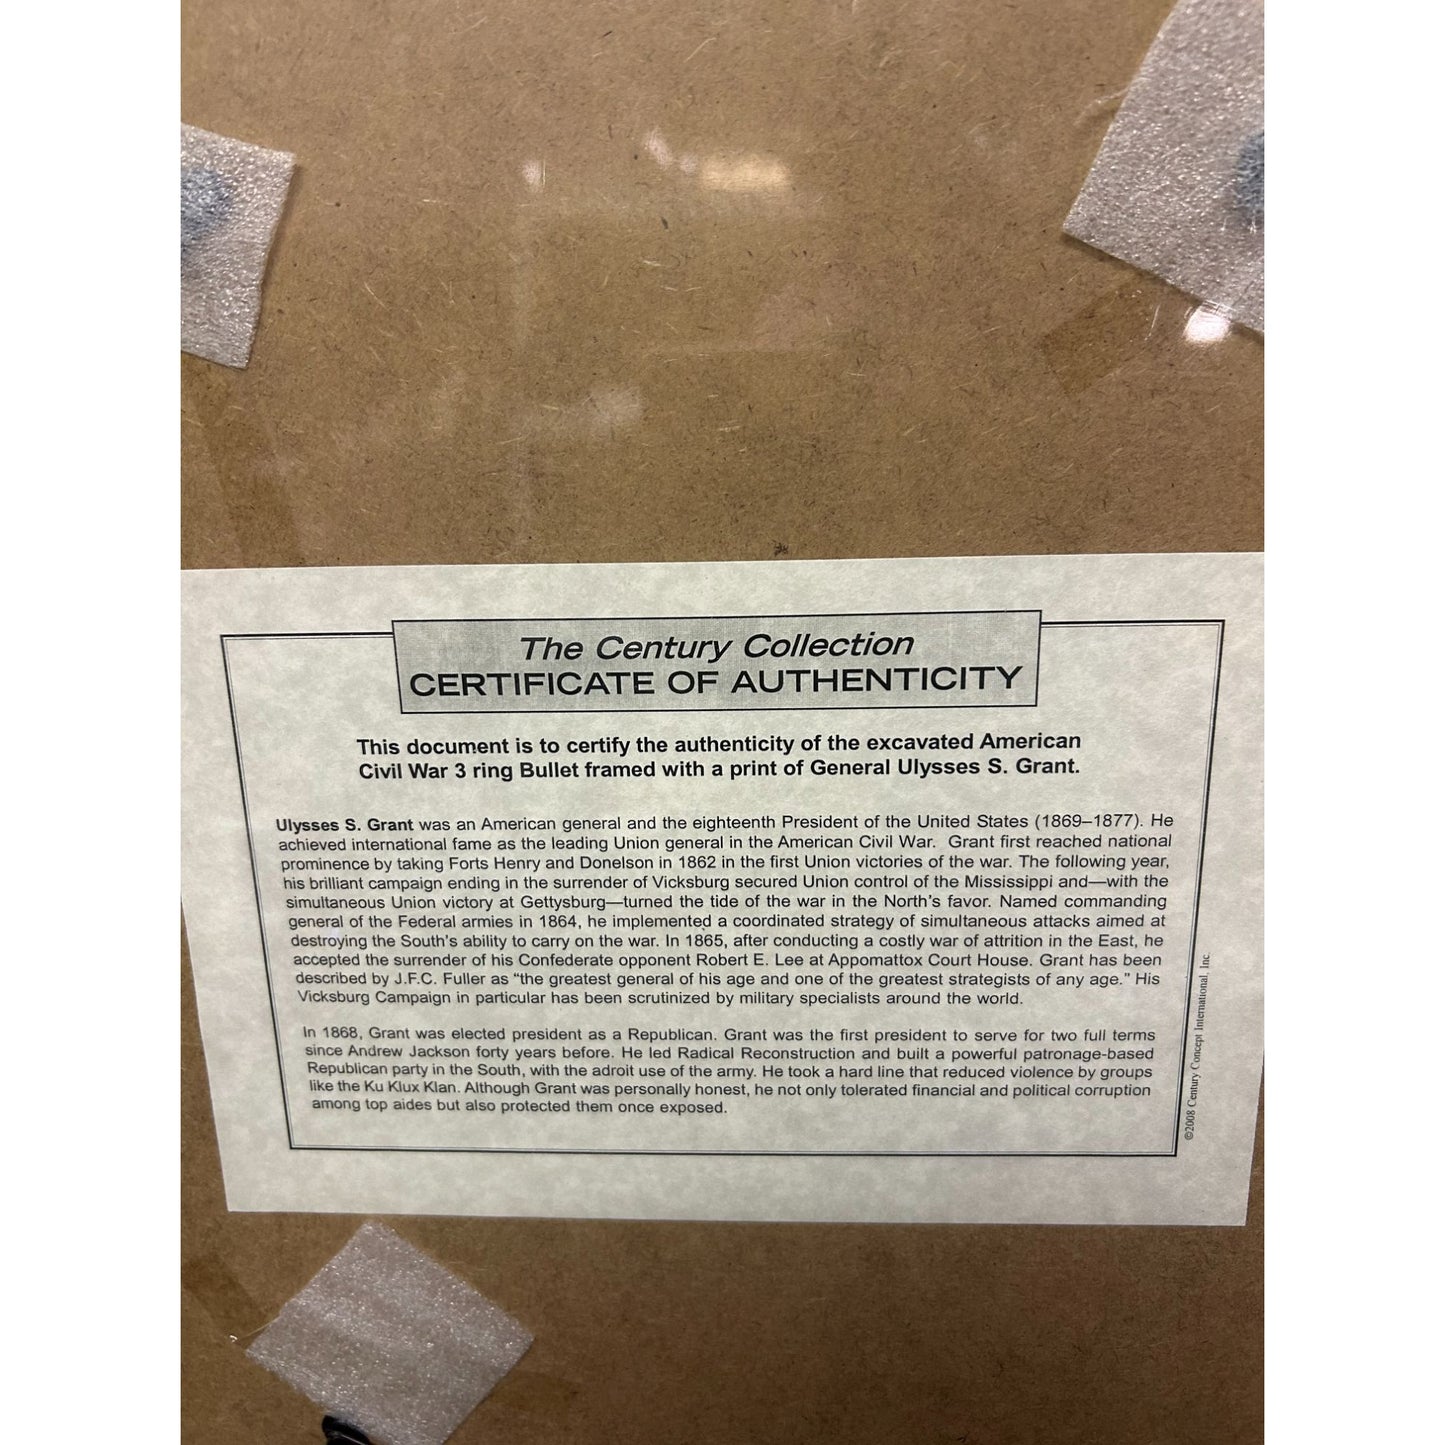 The Century Collection
CERTIFICATE OF AUTHENTICITY
This document is to certify the authenticity of the excavated American
Civil War 3 ring Bullet framed with a print of General Ulysses S. Grant.
Ulysses S. Grant was an American general and the eighteenth President of the United States (1869–1877). He
achieved international fame as the leading Union general in the American Civil War. Grant first reached national
prominence by taking Forts Henry and Donelson in 1862 in the first Union victories of the war. The following year,
his brilliant campaign ending in the surrender of Vicksburg secured Union control of the Mississippi and—with the
simultaneous Union victory at Gettysburg—turned the tide of the war in the North's favor. Named commanding
general of the Federal armies in 1864, he implemented a coordinated strategy of simultaneous attacks aimed at
destroying the South's ability to carry on the war. In 1865, after conducting a costly war of attrition in the East, he
accepted the surrender of his Confederate opponent Robert E. Lee at Appomattox Court House. Grant has been
described by J.F.C. Fuller as “the greatest general of his age and one of the greatest strategists of any age.” His
Vicksburg Campaign in particular has been scrutinized by military specialists around the world.
In 1868, Grant was elected president as a Republican. Grant was the first president to serve for two full terms
since Andrew Jackson forty years before. He led Radical Reconstruction and built a powerful patronage-based
Republican party in the South, with the adroit use of the army. He took a hard line that reduced violence by groups
like the Ku Klux Klan. Although Grant was personally honest, he not only tolerated financial and political corruption
among top aides but also protected them once exposed.
©2008 Century Concept International, Inc.